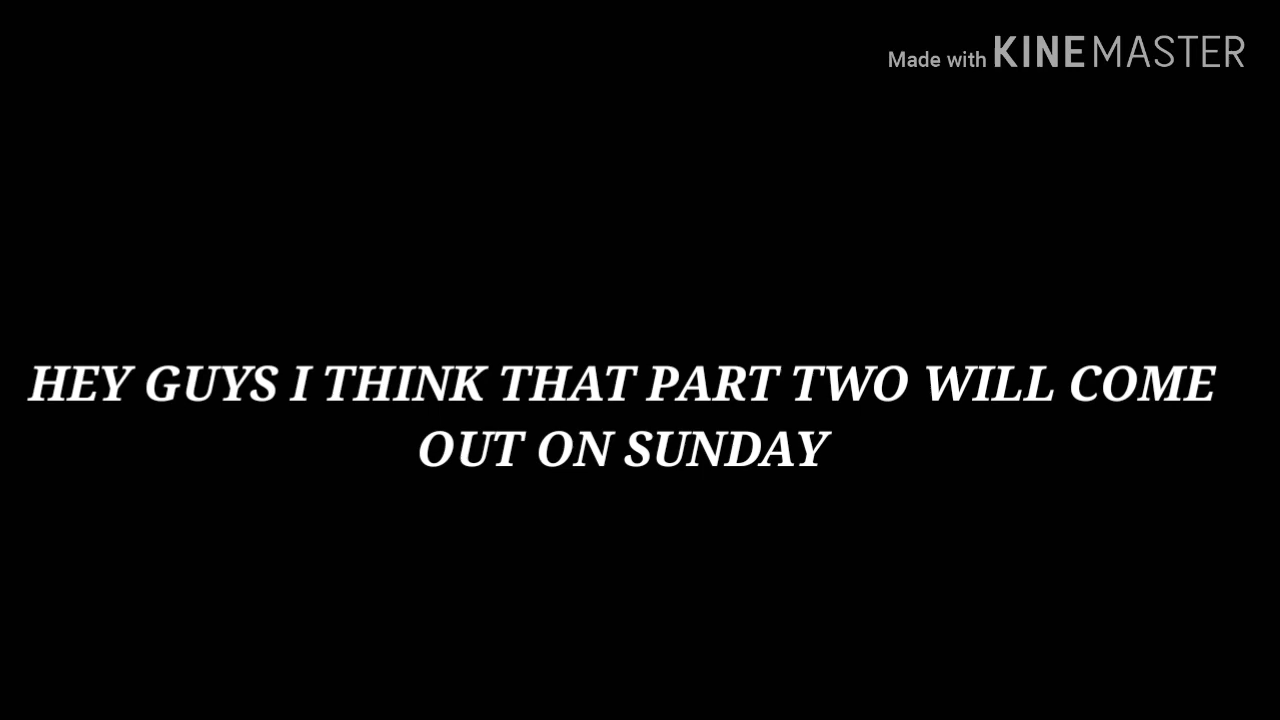 Made with KINEMASTER
HEY GUYS I THINK THAT PART TWO WILL COME
OUT ON SUNDAY